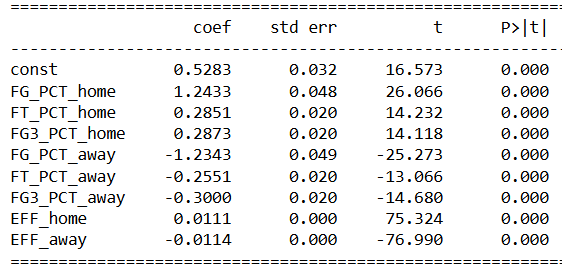 coef std err t P>|t|
const 0.5283 0.032 16.573 0.000
FG_PCT_home 1.2433 0.048 26.066 0.000
FT_PCT_home 0.2851 0.020 14.232 0.000
FG3_PCT_home 0.2873 0.020 14.118 0.000
FG_PCT_away -1.2343 0.049 -25.273 0.000
FT_PCT_away -0.2551 0.020 -13.066 0.000
FG3_PCT_away -0.3000 0.020 -14.680 0.000
EFF_home 0.0111 0.000 75.324 0.000
EFF_away -0.0114 0.000 -76.990 0.000